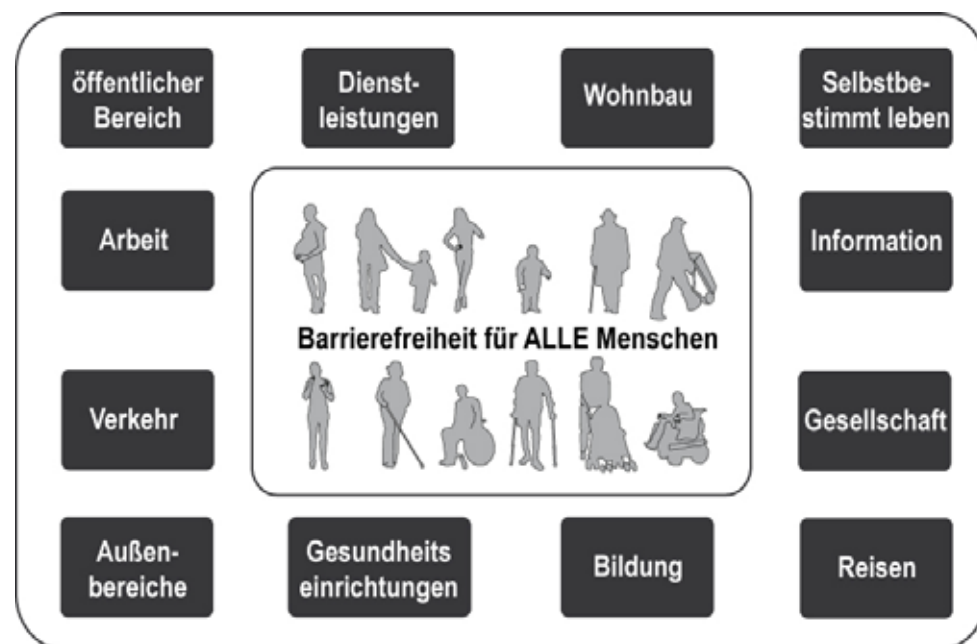 öffentlicher
Bereich
Dienst-
leistungen
Wohnbau
Selbstbe-
stimmt leben
Arbeit
Information
Barrierefreiheit für ALLE Menschen
Verkehr
Gesellschaft
Außen-
bereiche
Gesundheits
einrichtungen
Bildung
Reisen